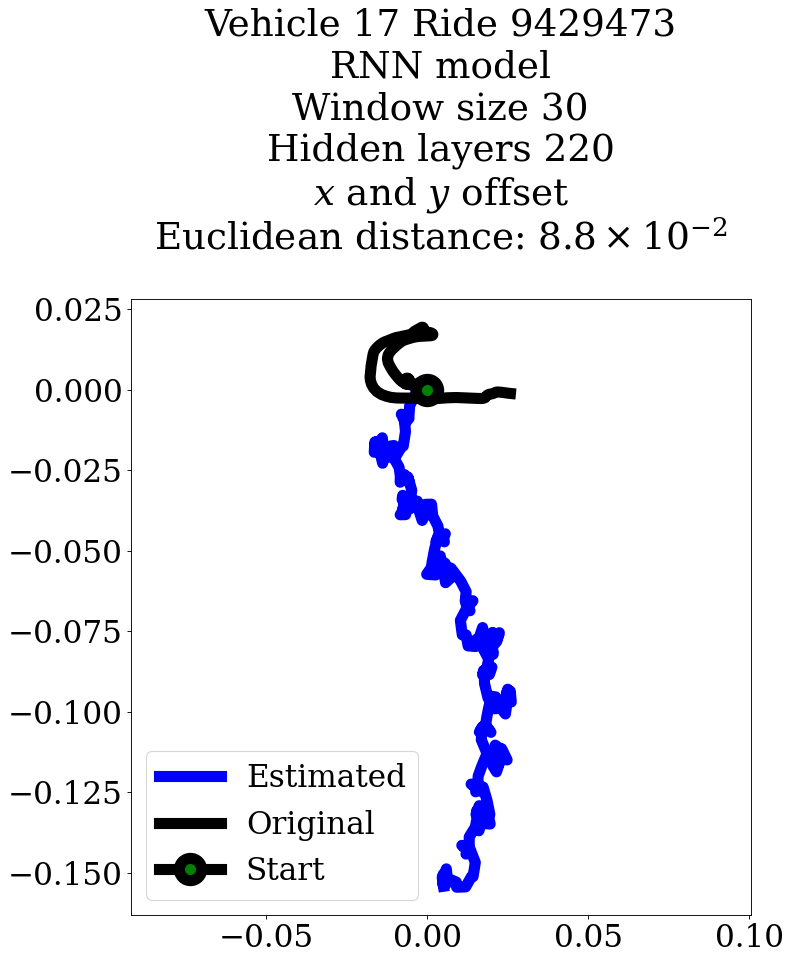 Vehicle 17 Ride 9429473
RNN model
Window size 30
Hidden layers 220
x and y offset
Euclidean distance: 8.8 × 10⁻²
0.025
0.000
−0.025
−0.050
−0.075
−0.100
−0.125
−0.150
Estimated
Original
Start
−0.05
0.00
0.05
0.10